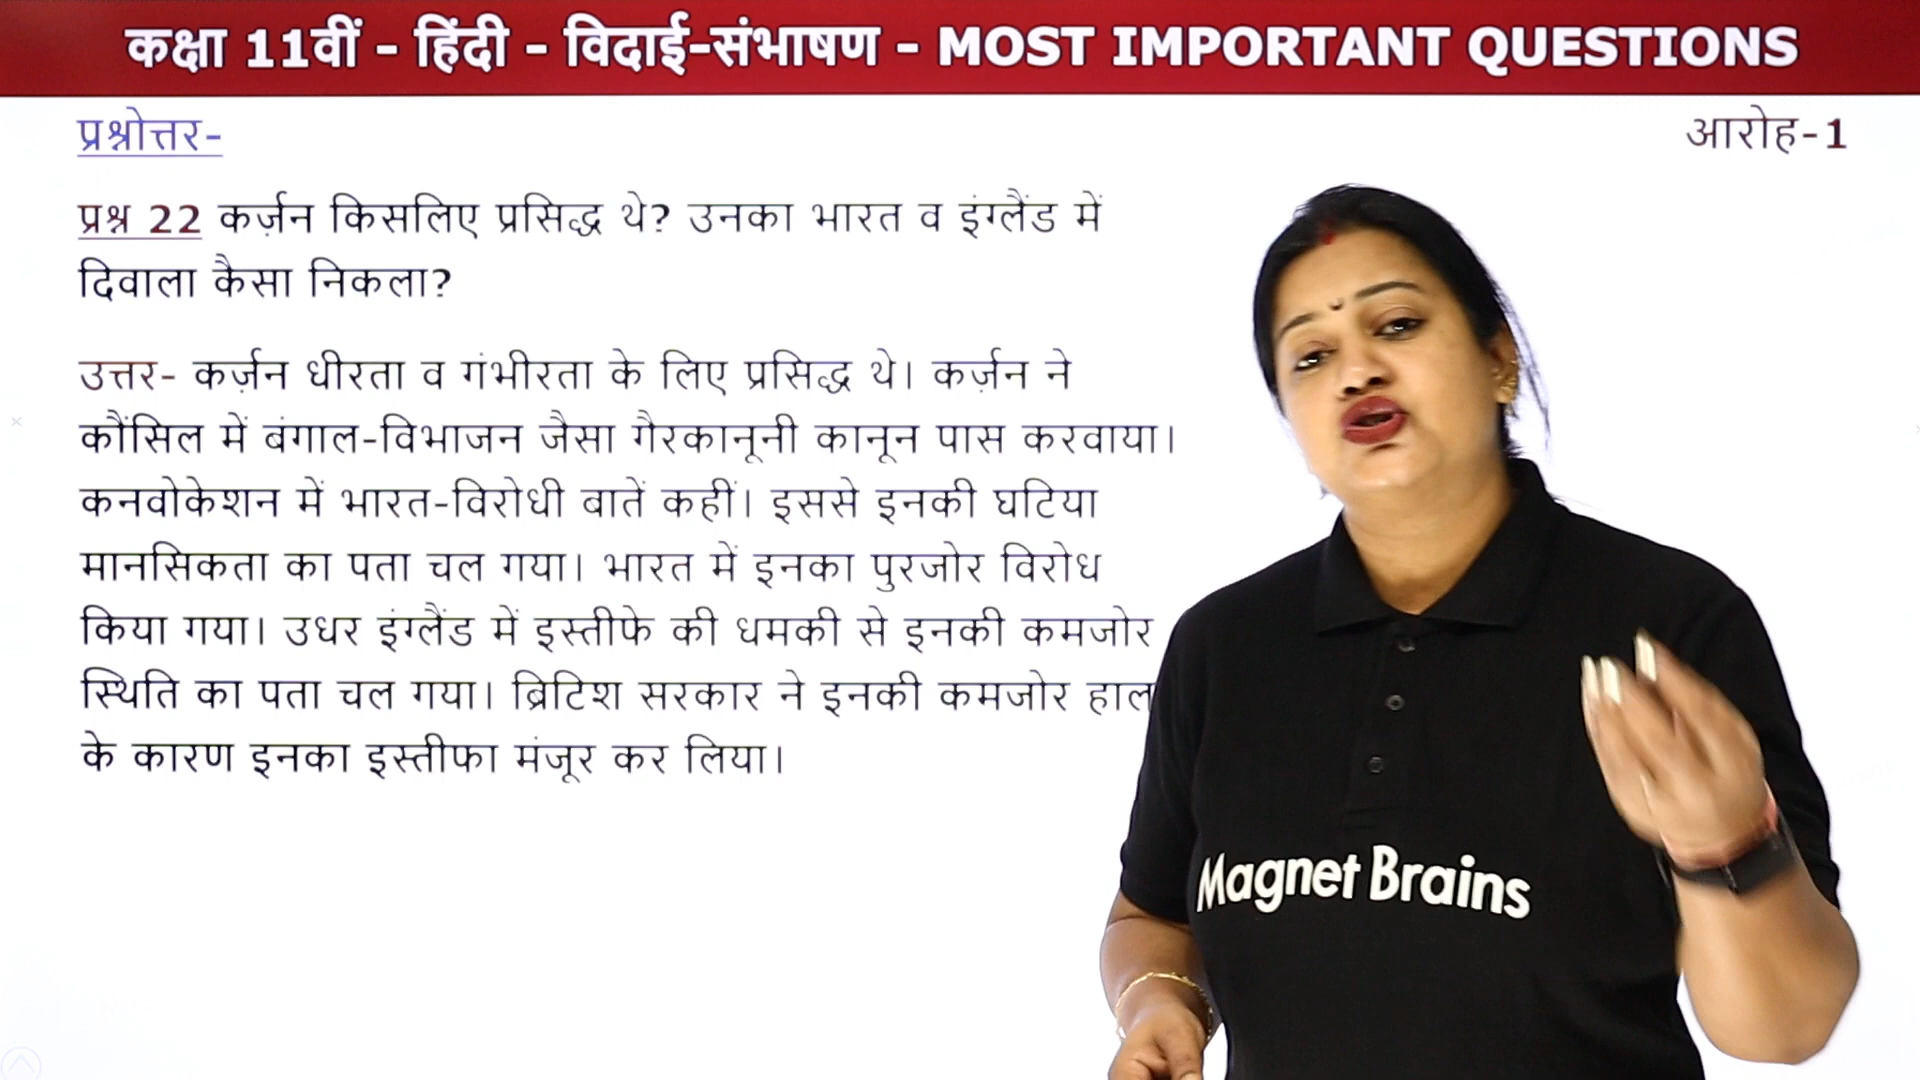 कक्षा 11वीं - हिंदी - विदाई-संभाषण - MOST IMPORTANT QUESTIONS
प्रश्नोत्तर-
आरोह-1
प्रश्न 22 कर्ज़न किसलिए प्रसिद्ध थे? उनका भारत व इंग्लैंड में
दिवाला कैसा निकला?
उत्तर- कर्ज़न धीरता व गंभीरता के लिए प्रसिद्ध थे। कर्ज़न ने
कौंसिल में बंगाल-विभाजन जैसा गैरकानूनी कानून पास करवाया।
कनवोकेशन में भारत-विरोधी बातें कहीं। इससे इनकी घटिया
मानसिकता का पता चल गया। भारत में इनका पुरजोर विरोध
किया गया। उधर इंग्लैंड में इस्तीफे की धमकी से इनकी कमजोर
स्थिति का पता चल गया। ब्रिटिश सरकार ने इनकी कमजोर हाल
के कारण इनका इस्तीफा मंजूर कर लिया।
Magnet Brains